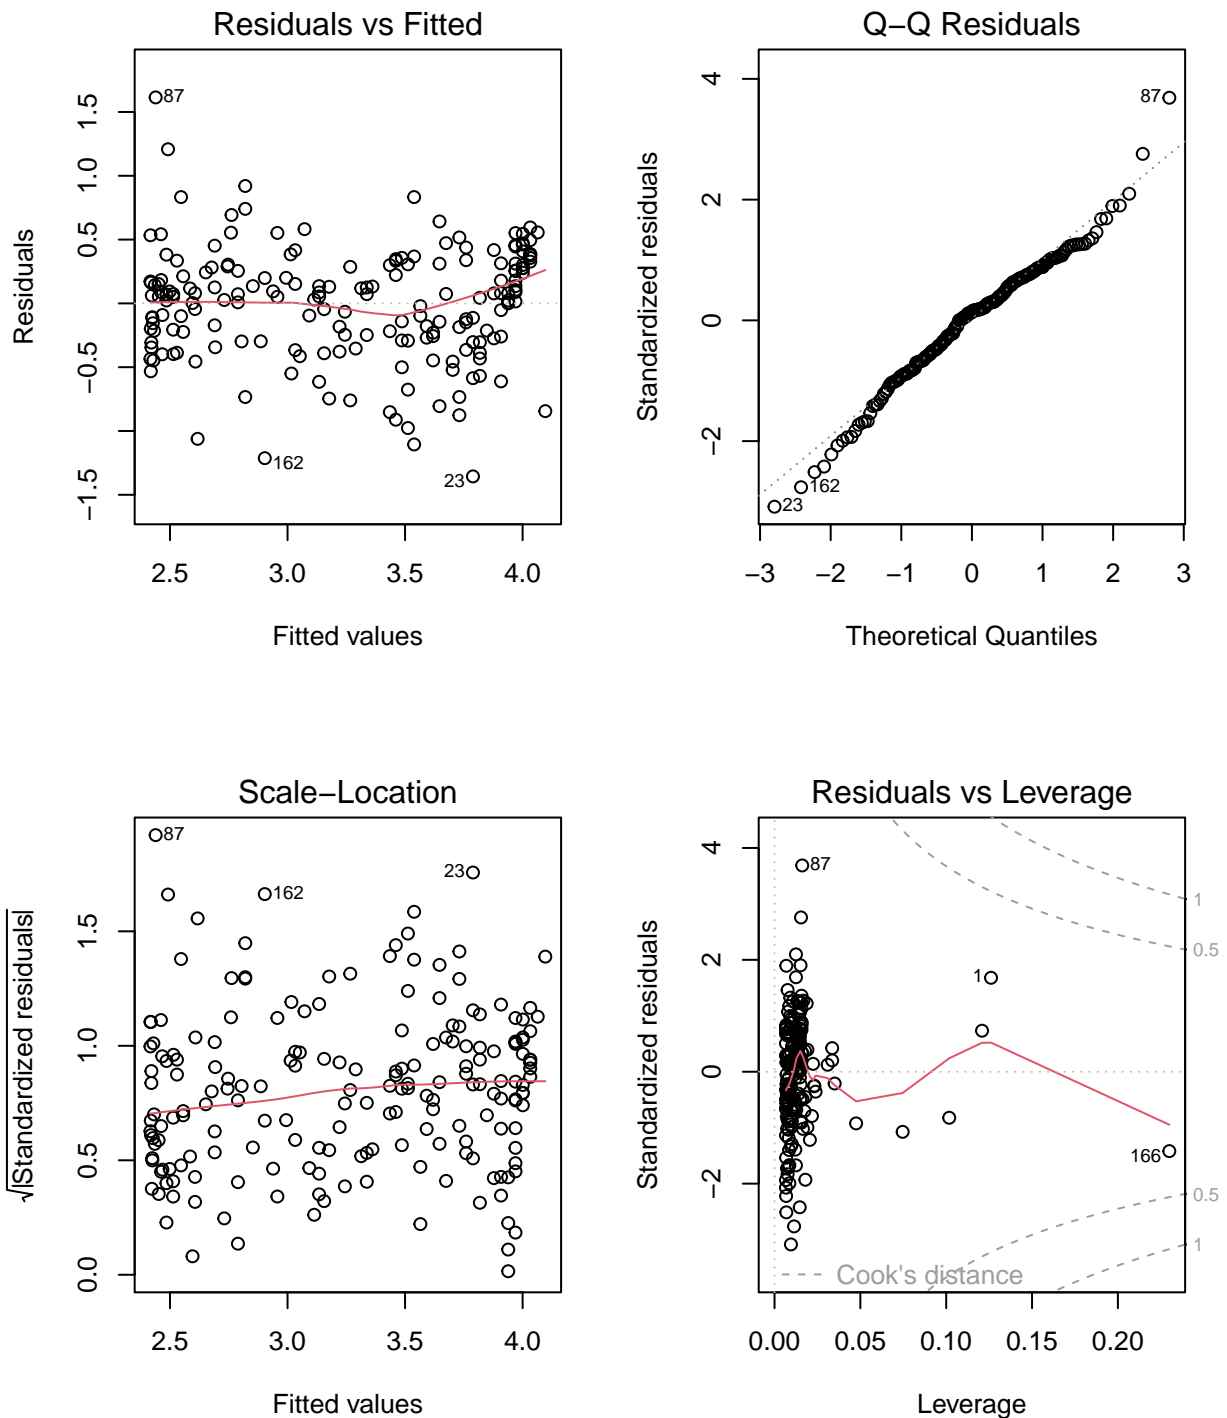 Residuals vs Fitted
Residuals
1.5
1.0
0.5
−0.5
−1.5
87
162
23
2.5 3.0 3.5 4.0
Fitted values
Q−Q Residuals
Standardized residuals
4
2
0
−2
87
162
23
−3 −2 −1 0 1 2 3
Theoretical Quantiles
Scale−Location
√|Standardized residuals|
1.5
1.0
0.5
0.0
87
23
162
2.5 3.0 3.5 4.0
Fitted values
Residuals vs Leverage
Standardized residuals
4
2
0
−2
87
1
166
1
0.5
0.5
1
Cook's distance
0.00 0.05 0.10 0.15 0.20
Leverage